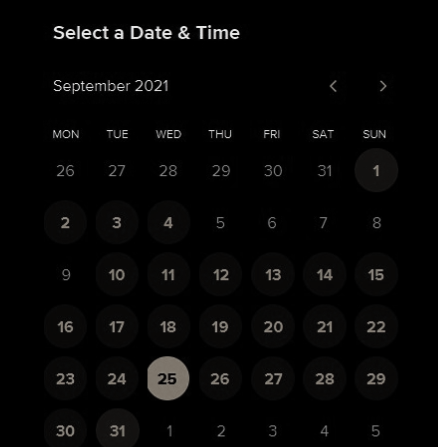 Select a Date & Time
September 2021
MON TUE WED THU FRI SAT SUN
26 27 28 29 30 31 1
2 3 4 5 6 7 8
9 10 11 12 13 14 15
16 17 18 19 20 21 22
23 24 25 26 27 28 29
30 31 1 2 3 4 5